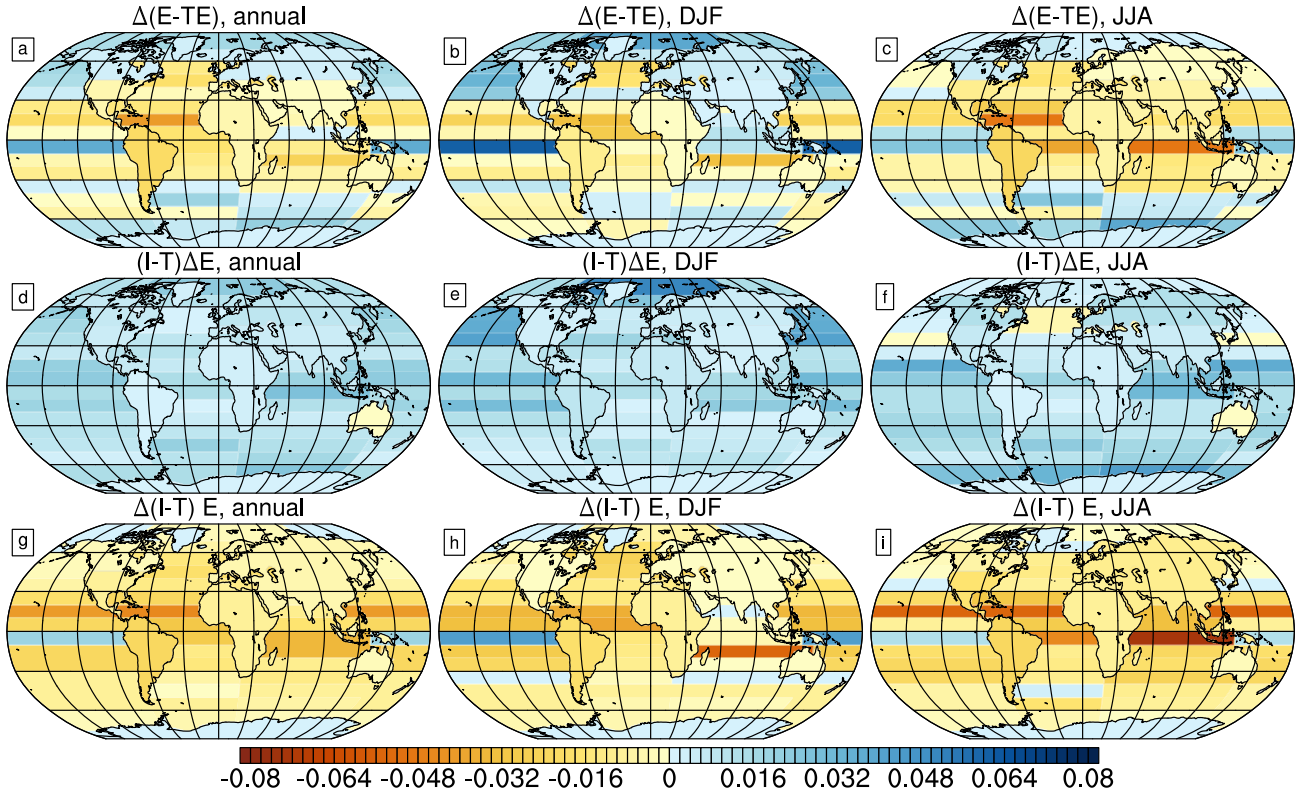 Δ(E-TE), annual
Δ(E-TE), DJF
Δ(E-TE), JJA
a
b
c
(I-T)ΔE, annual
(I-T)ΔE, DJF
(I-T)ΔE, JJA
d
e
f
Δ(I-T) E, annual
Δ(I-T) E, DJF
Δ(I-T) E, JJA
g
h
i
-0.08 -0.064 -0.048 -0.032 -0.016 0 0.016 0.032 0.048 0.064 0.08